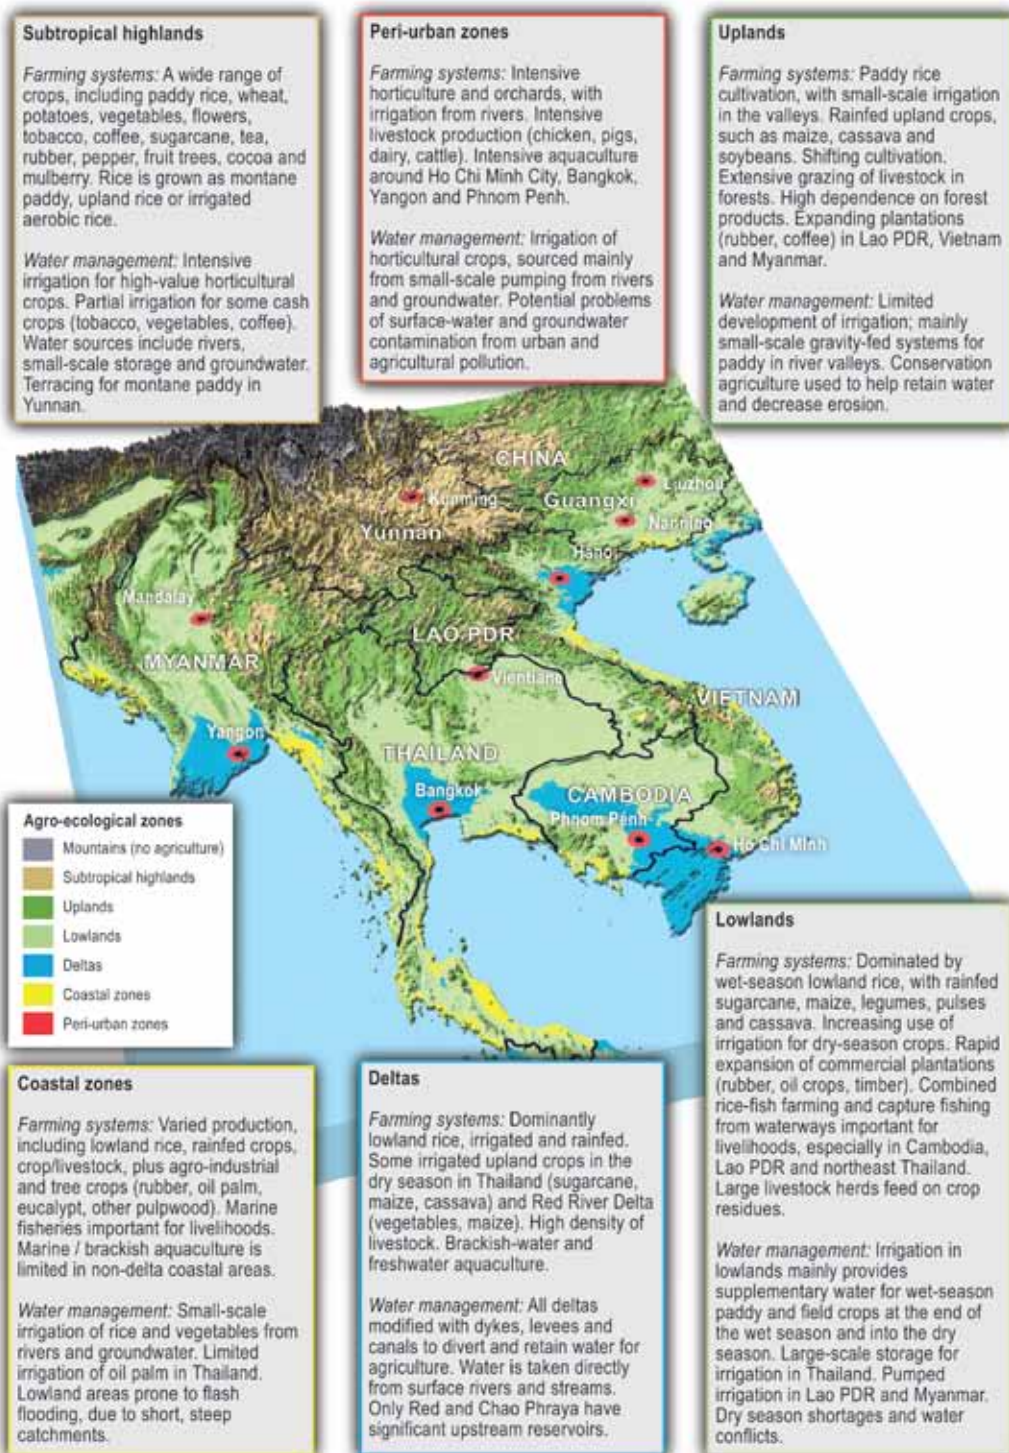 Subtropical highlands
Farming systems: A wide range of
crops, including paddy rice, wheat,
potatoes, vegetables, flowers,
tobacco, coffee, sugarcane, tea,
rubber, pepper, fruit trees, cocoa and
mulberry. Rice is grown as montane
paddy, upland rice or irrigated
aerobic rice.
Water management: Intensive
irrigation for high-value horticultural
crops. Partial irrigation for some cash
crops (tobacco, vegetables, coffee).
Water sources include rivers,
small-scale storage and groundwater.
Terracing for montane paddy in
Yunnan.
Peri-urban zones
Farming systems: Intensive
horticulture and orchards, with
irrigation from rivers. Intensive
livestock production (chicken, pigs,
dairy, cattle). Intensive aquaculture
around Ho Chi Minh City, Bangkok,
Yangon and Phnom Penh.
Water management: Irrigation of
horticultural crops, sourced mainly
from small-scale pumping from rivers
and groundwater. Potential problems
of surface-water and groundwater
contamination from urban and
agricultural pollution.
Uplands
Farming systems: Paddy rice
cultivation, with small-scale irrigation
in the valleys. Rainfed upland crops,
such as maize, cassava and
soybeans. Shifting cultivation.
Extensive grazing of livestock in
forests. High dependence on forest
products. Expanding plantations
(rubber, coffee) in Lao PDR, Vietnam
and Myanmar.
Water management: Limited
development of irrigation; mainly
small-scale gravity-fed systems for
paddy in river valleys. Conservation
agriculture used to help retain water
and decrease erosion.
CHINA
Kunming
Guangxi
Liuzhou
Yunnan
Nanning
Hanoi
Mandalay
LAO PDR
MYANMAR
Vientiane
VIETNAM
Yangon
THAILAND
Bangkok
CAMBODIA
Phnom Penh
Ho Chi Minh
Agro-ecological zones
Mountains (no agriculture)
Subtropical highlands
Uplands
Lowlands
Deltas
Coastal zones
Peri-urban zones
Coastal zones
Farming systems: Varied production,
including lowland rice, rainfed crops,
crop/livestock, plus agro-industrial
and tree crops (rubber, oil palm,
eucalypt, other pulpwood). Marine
fisheries important for livelihoods.
Marine / brackish aquaculture is
limited in non-delta coastal areas.
Water management: Small-scale
irrigation of rice and vegetables from
rivers and groundwater. Limited
irrigation of oil palm in Thailand.
Lowland areas prone to flash
flooding, due to short, steep
catchments.
Deltas
Farming systems: Dominantly
lowland rice, irrigated and rainfed.
Some irrigated upland crops in the
dry season in Thailand (sugarcane,
maize, cassava) and Red River Delta
(vegetables, maize). High density of
livestock. Brackish-water and
freshwater aquaculture.
Water management: All deltas
modified with dykes, levees and
canals to divert and retain water for
agriculture. Water is taken directly
from surface rivers and streams.
Only Red and Chao Phraya have
significant upstream reservoirs.
Lowlands
Farming systems: Dominated by
wet-season lowland rice, with rainfed
sugarcane, maize, legumes, pulses
and cassava. Increasing use of
irrigation for dry-season crops. Rapid
expansion of commercial plantations
(rubber, oil crops, timber). Combined
rice-fish farming and capture fishing
from waterways important for
livelihoods, especially in Cambodia,
Lao PDR and northeast Thailand.
Large livestock herds feed on crop
residues.
Water management: Irrigation in
lowlands mainly provides
supplementary water for wet-season
paddy and field crops at the end of
the wet season and into the dry
season. Large-scale storage for
irrigation in Thailand. Pumped
irrigation in Lao PDR and Myanmar.
Dry season shortages and water
conflicts.